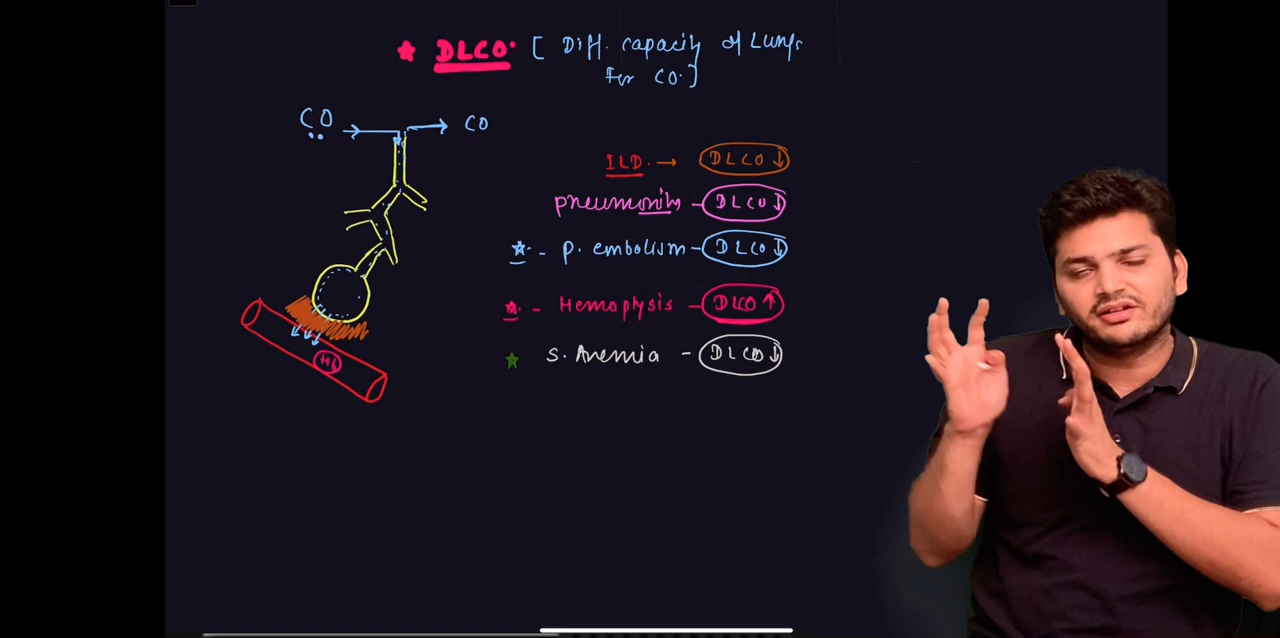 ★ DLCO. [ Diff. capacity of Lungs
for CO.]
CO → → CO
ILD. → DLCO ↓
pneumonitis - DLCO ↓
★ - P. embolism - DLCO ↓
★ - Hemoptysis - DLCO ↑
★ S. Anemia - DLCO ↓
Hb